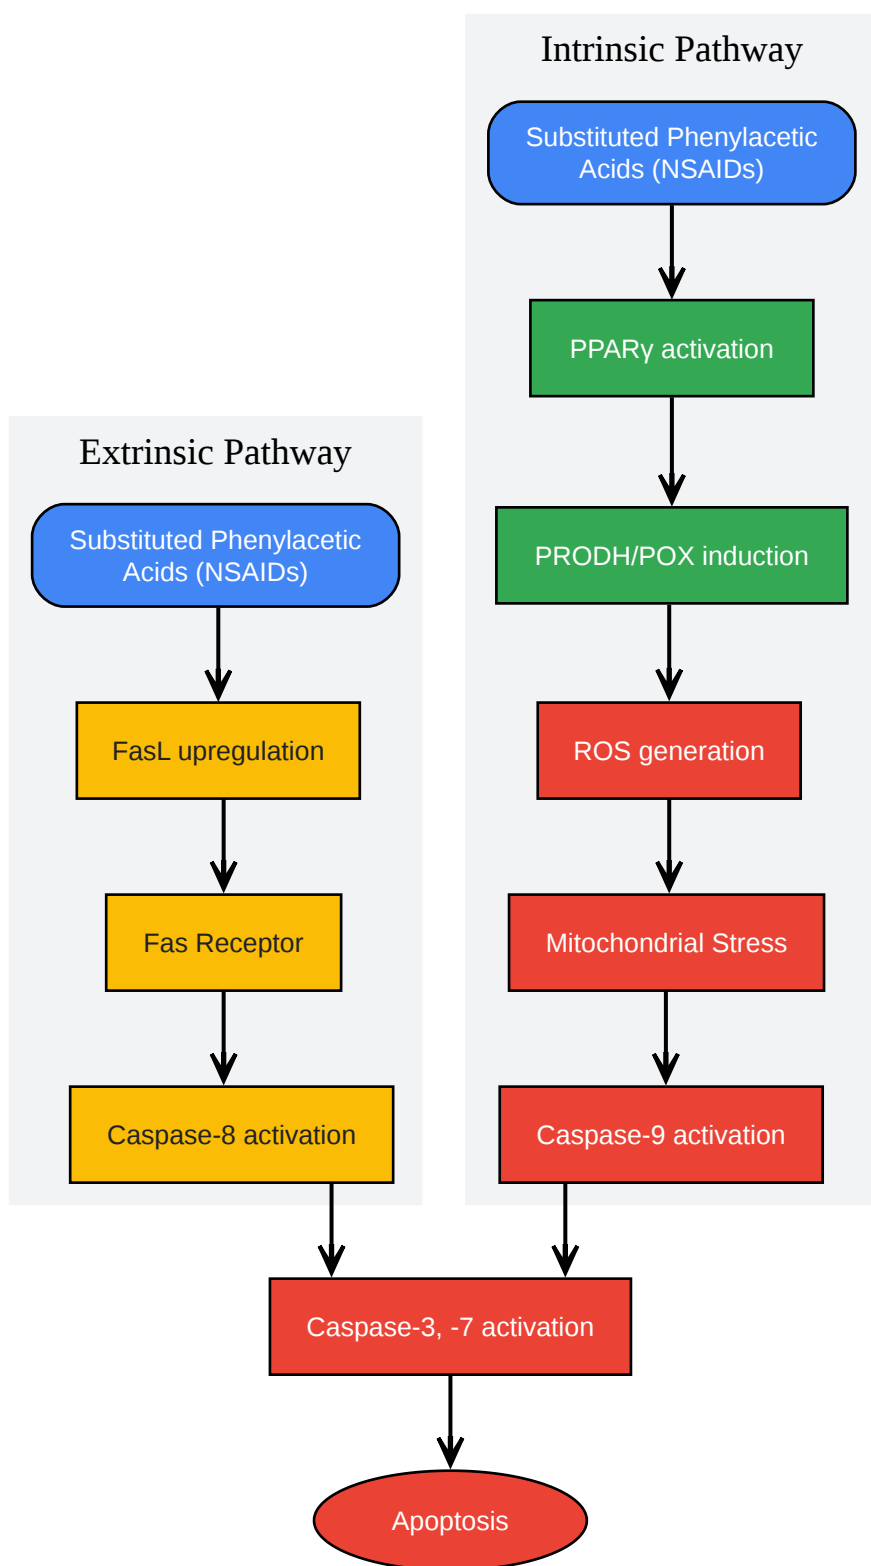 Intrinsic Pathway
Substituted Phenylacetic
Acids (NSAIDs)
PPARγ activation
PRODH/POX induction
ROS generation
Mitochondrial Stress
Caspase-9 activation
Extrinsic Pathway
Substituted Phenylacetic
Acids (NSAIDs)
FasL upregulation
Fas Receptor
Caspase-8 activation
Caspase-3, -7 activation
Apoptosis